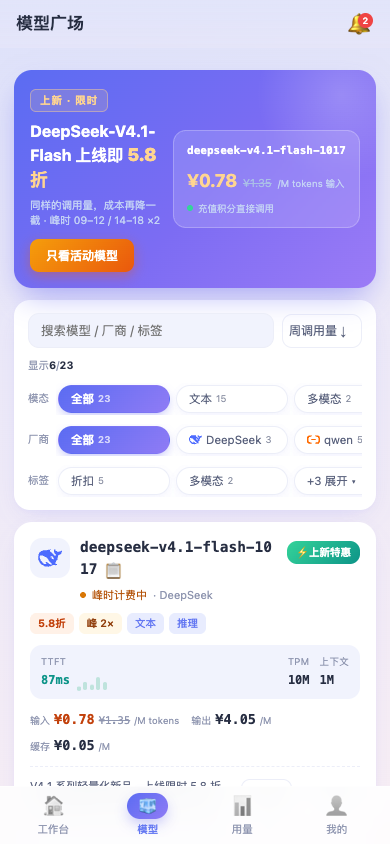 模型广场
2
上新 · 限时
DeepSeek-V4.1-
Flash 上线即 5.8
折
同样的调用量，成本再降一
截 · 峰时 09–12 / 14–18 ×2
只看活动模型
deepseek-v4.1-flash-1017
¥0.78 ¥1.35 /M tokens 输入
充值积分直接调用
搜索模型 / 厂商 / 标签
周调用量 ↓
显示6/23
模态 全部 23 文本 15 多模态 2
厂商 全部 23 DeepSeek 3 qwen 5
标签 折扣 5 多模态 2 +3 展开 ▾
deepseek-v4.1-flash-10
17
⚡上新特惠
峰时计费中 · DeepSeek
5.8折 峰 2× 文本 推理
TTFT TPM 上下文
87ms 10M 1M
输入 ¥0.78 ¥1.35 /M tokens 输出 ¥4.05 /M
缓存 ¥0.05 /M
V4.1 系列轻量化新品，上线限时 5.8 折
工作台 模型 用量 我的